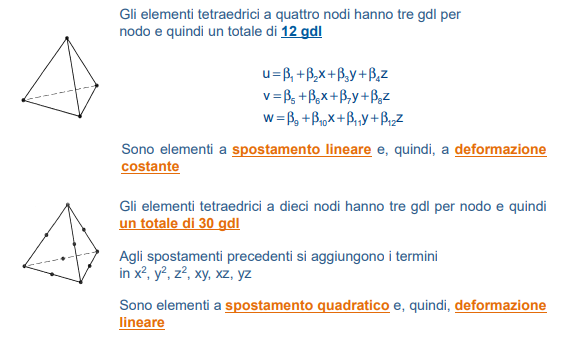 Gli elementi tetraedrici a quattro nodi hanno tre gdl per
nodo e quindi un totale di 12 gdl
u=β₁+β₂x+β₃y+β₄z
v=β₅+β₆x+β₇y+β₈z
w=β₉+β₁₀x+β₁₁y+β₁₂z
Sono elementi a spostamento lineare e, quindi, a deformazione
costante
Gli elementi tetraedrici a dieci nodi hanno tre gdl per nodo e quindi
un totale di 30 gdl
Agli spostamenti precedenti si aggiungono i termini
in x², y², z², xy, xz, yz
Sono elementi a spostamento quadratico e, quindi, deformazione
lineare